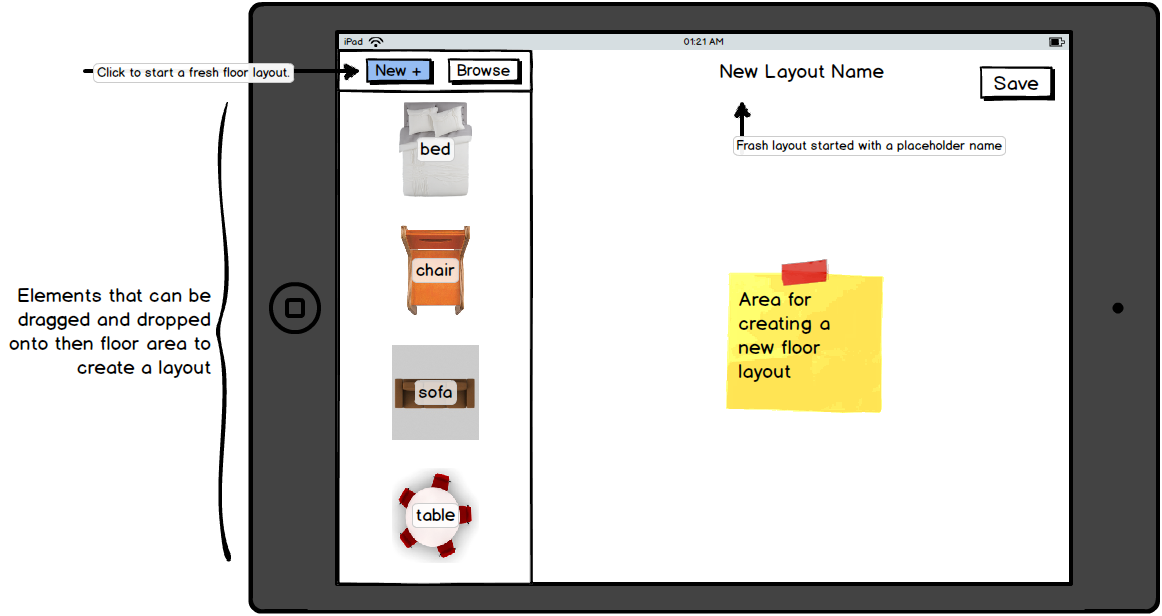 iPad
01:21 AM
Click to start a fresh floor layout.
New +
Browse
New Layout Name
Save
Frash layout started with a placeholder name
bed
chair
sofa
table
Elements that can be
dragged and dropped
onto then floor area to
create a layout
Area for
creating a
new floor
layout